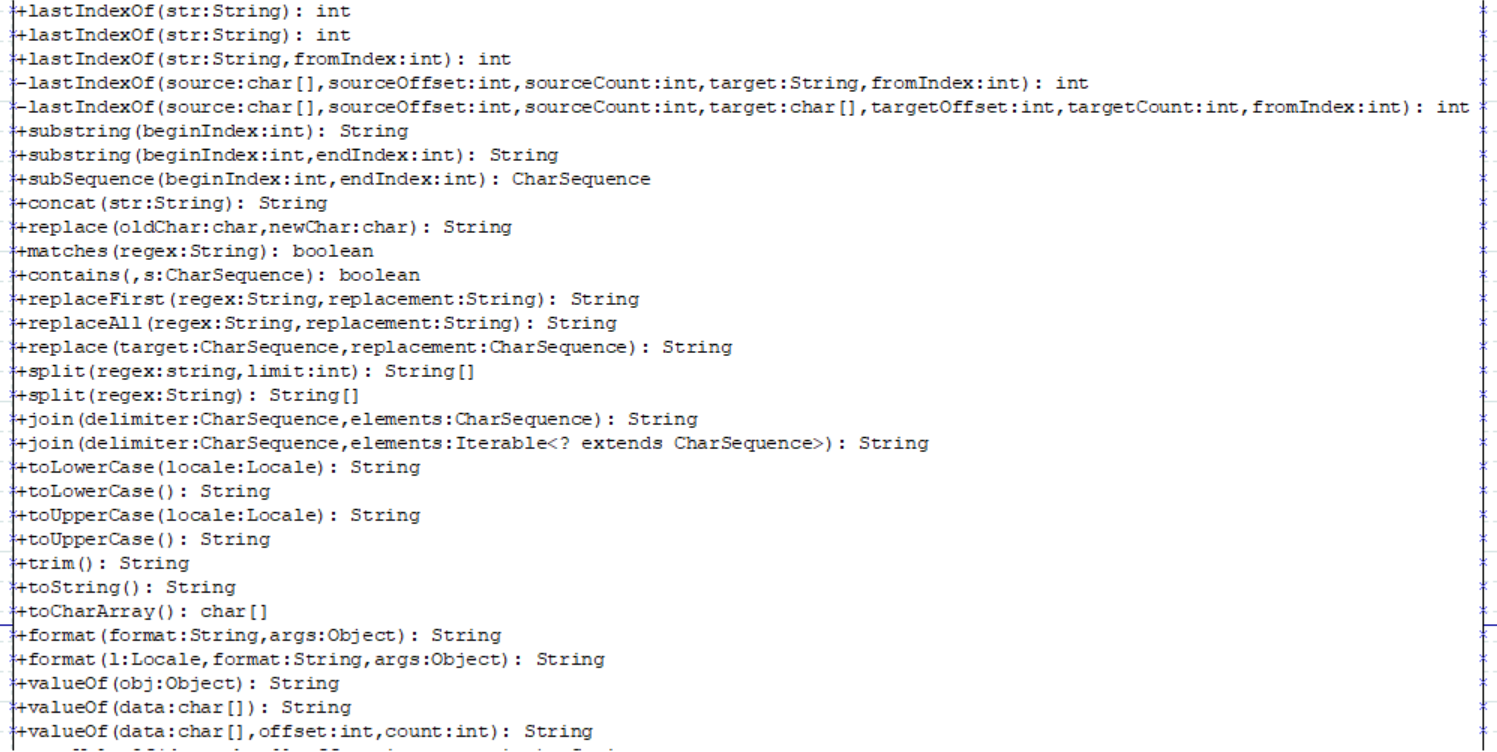 +lastIndexOf(str:String): int
+lastIndexOf(str:String): int
+lastIndexOf(str:String,fromIndex:int): int
-lastIndexOf(source:char[],sourceOffset:int,sourceCount:int,target:String,fromIndex:int): int
-lastIndexOf(source:char[],sourceOffset:int,sourceCount:int,target:char[],targetOffset:int,targetCount:int,fromIndex:int): int
+substring(beginIndex:int): String
+substring(beginIndex:int,endIndex:int): String
+subSequence(beginIndex:int,endIndex:int): CharSequence
+concat(str:String): String
+replace(oldChar:char,newChar:char): String
+matches(regex:String): boolean
+contains(,s:CharSequence): boolean
+replaceFirst(regex:String,replacement:String): String
+replaceAll(regex:String,replacement:String): String
+replace(target:CharSequence,replacement:CharSequence): String
+split(regex:string,limit:int): String[]
+split(regex:String): String[]
+join(delimiter:CharSequence,elements:CharSequence): String
+join(delimiter:CharSequence,elements:Iterable<? extends CharSequence>): String
+toLowerCase(locale:Locale): String
+toLowerCase(): String
+toUpperCase(locale:Locale): String
+toUpperCase(): String
+trim(): String
+toString(): String
+toCharArray(): char[]
+format(format:String,args:Object): String
+format(l:Locale,format:String,args:Object): String
+valueOf(obj:Object): String
+valueOf(data:char[]): String
+valueOf(data:char[],offset:int,count:int): String